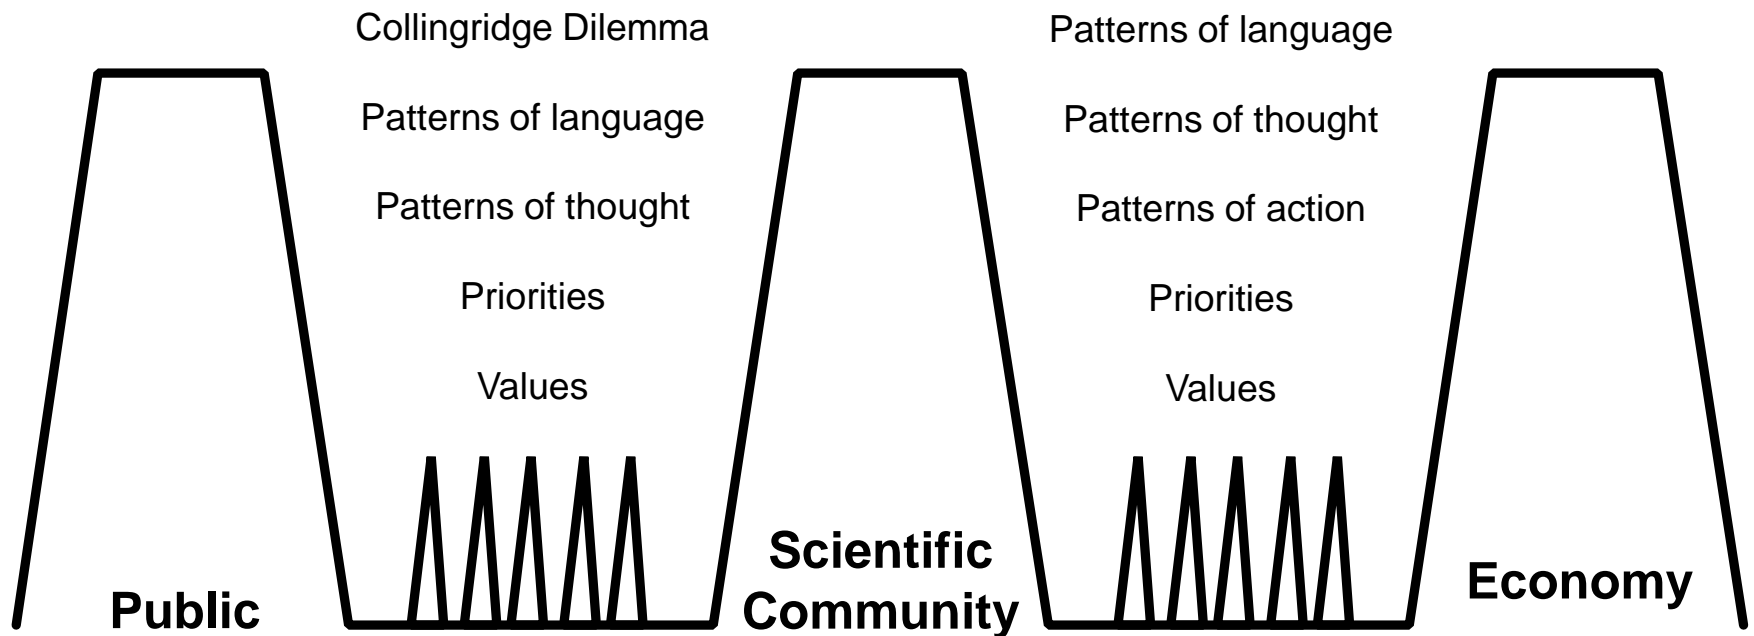 Collingridge Dilemma
Patterns of language
Patterns of thought
Priorities
Values
Patterns of language
Patterns of thought
Patterns of action
Priorities
Values
Public
Scientific
Community
Economy